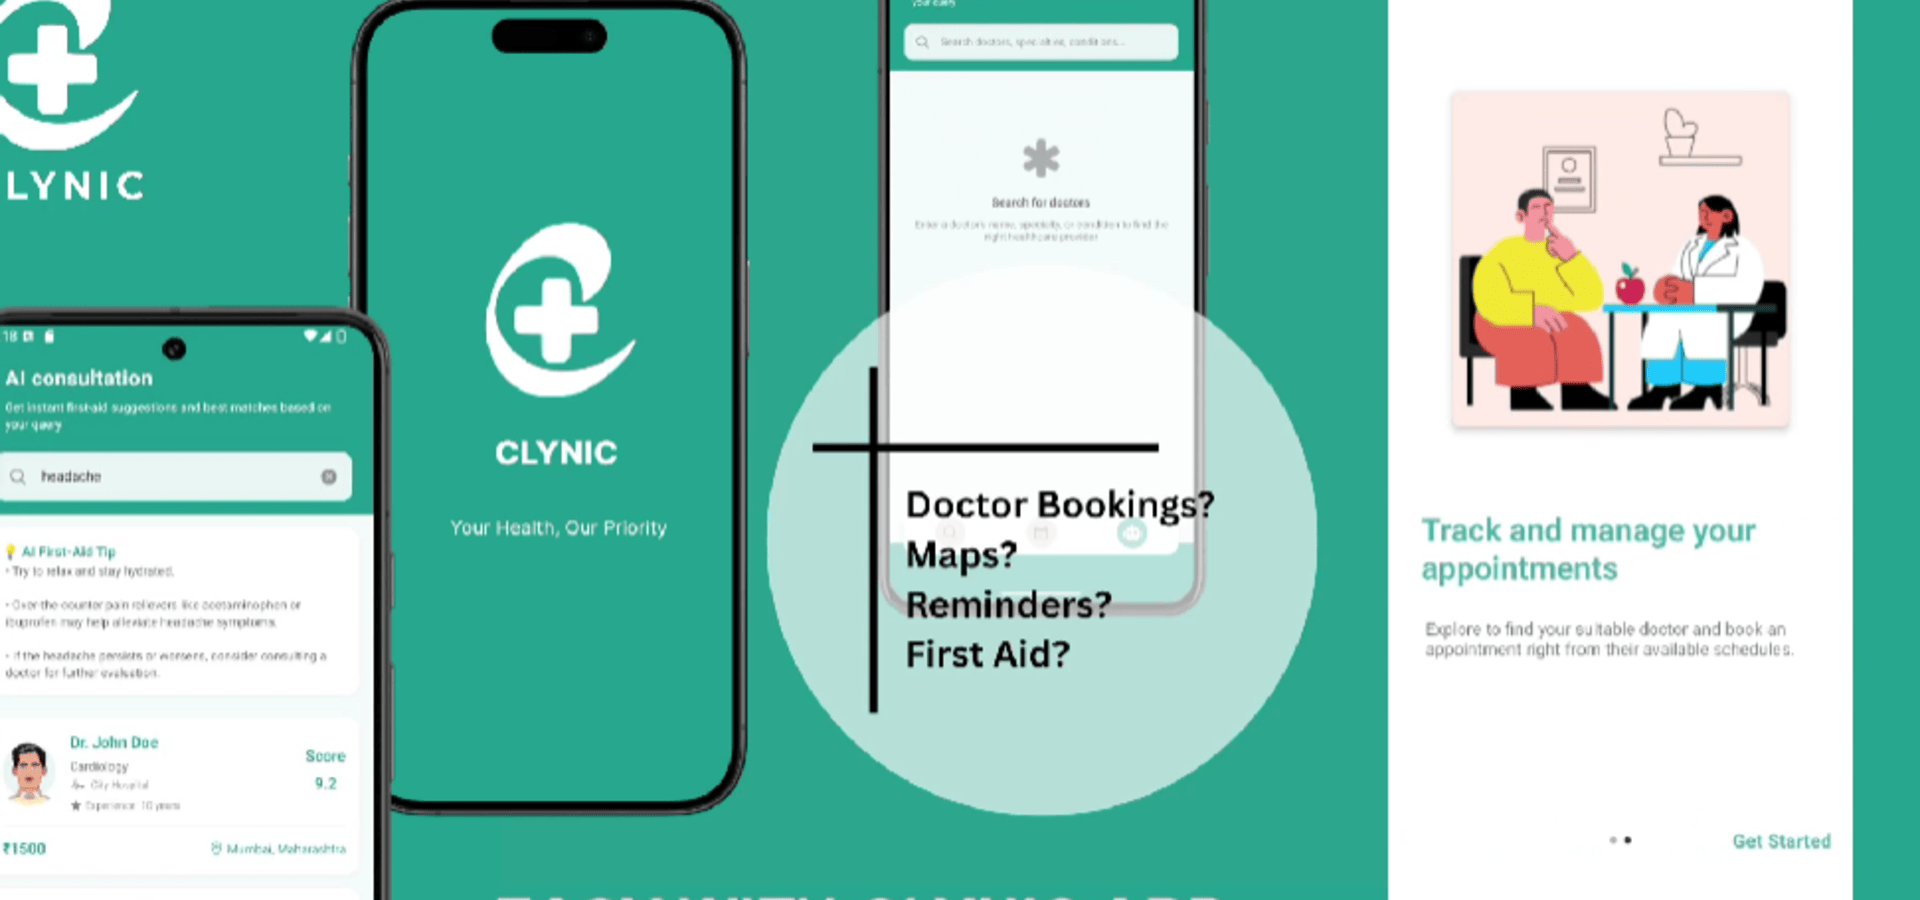 LYNIC
18
AI consultation
Get instant first-aid suggestions and best matches based on
your query
headache
AI First-Aid Tip
• Try to relax and stay hydrated.
• Over-the-counter pain relievers like acetaminophen or
ibuprofen may help alleviate headache symptoms.
• If the headache persists or worsens, consider consulting a
doctor for further evaluation.
Dr. John Doe
Cardiology
City Hospital
Experience: 10 years
Score
9.2
₹1500
Mumbai, Maharashtra
CLYNIC
Your Health, Our Priority
your query
Search doctors, specialties, conditions...
Search for doctors
Enter a doctor's name, specialty, or condition to find the
right healthcare provider
Doctor Bookings?
Maps?
Reminders?
First Aid?
Track and manage your
appointments
Explore to find your suitable doctor and book an
appointment right from their available schedules.
Get Started
EASY WITH CLYNIC APP